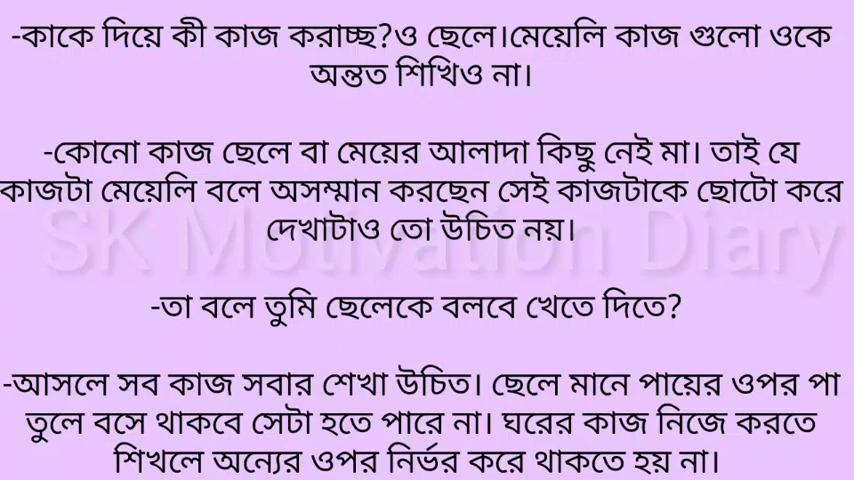 -কাকে দিয়ে কী কাজ করাচ্ছ?ও ছেলে।মেয়েলি কাজ গুলো ওকে
অন্তত শিখিও না।
-কোনো কাজ ছেলে বা মেয়ের আলাদা কিছু নেই মা। তাই যে
কাজটা মেয়েলি বলে অসম্মান করছেন সেই কাজটাকে ছোটো করে
দেখাটাও তো উচিত নয়।
SK Motivation Diary
-তা বলে তুমি ছেলেকে বলবে খেতে দিতে?
-আসলে সব কাজ সবার শেখা উচিত। ছেলে মানে পায়ের ওপর পা
তুলে বসে থাকবে সেটা হতে পারে না। ঘরের কাজ নিজে করতে
শিখলে অন্যের ওপর নির্ভর করে থাকতে হয় না।